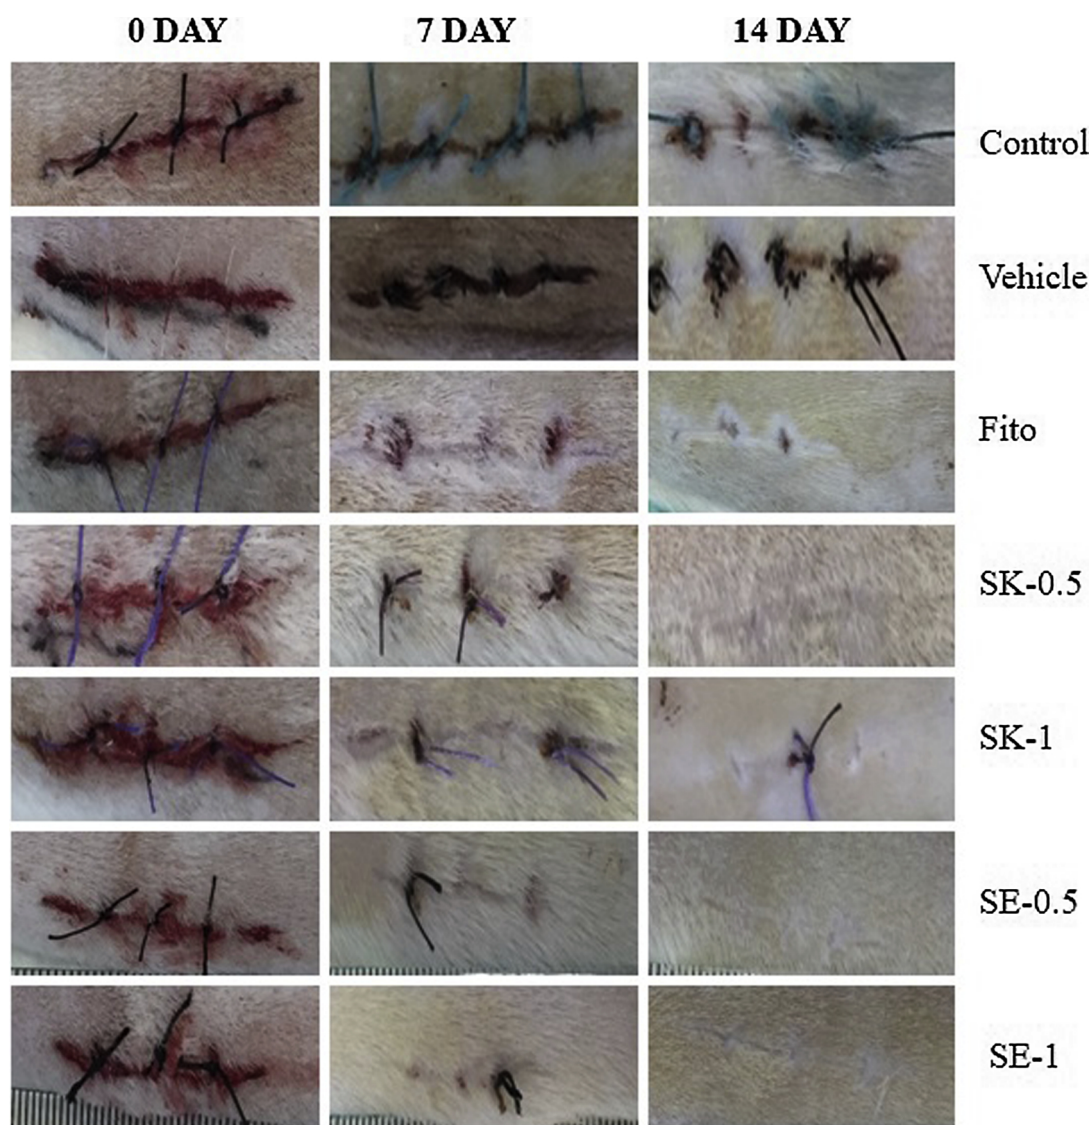 0 DAY 7 DAY 14 DAY
Control
Vehicle
Fito
SK-0.5
SK-1
SE-0.5
SE-1